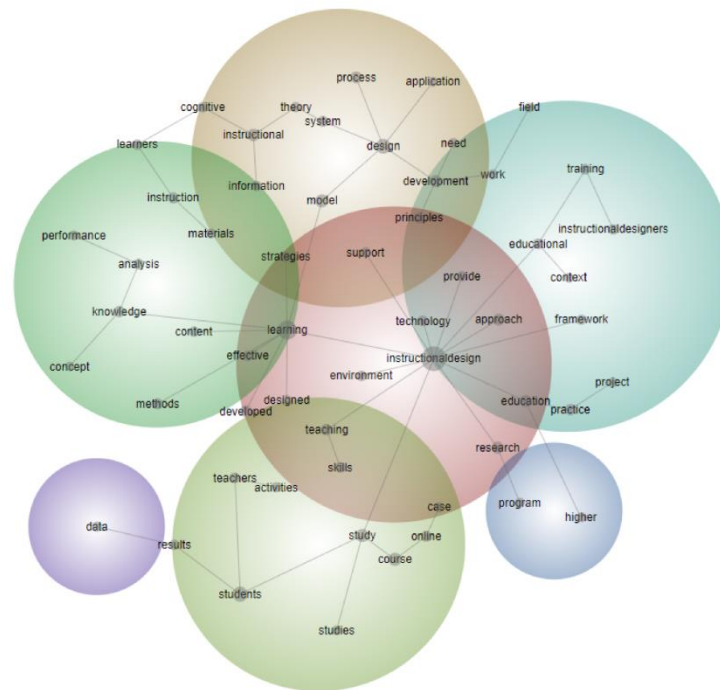 process
application
cognitive
theory
field
system
instructional
need
learners
design
training
work
development
information
instruction
model
principles
instructionaldesigners
materials
performance
educational
support
strategies
analysis
provide
context
knowledge
technology
approach
framework
content
learning
effective
instructionaldesign
environment
project
concept
designed
education
methods
developed
practice
teaching
research
skills
teachers
activities
program
case
higher
data
study
online
results
course
students
studies